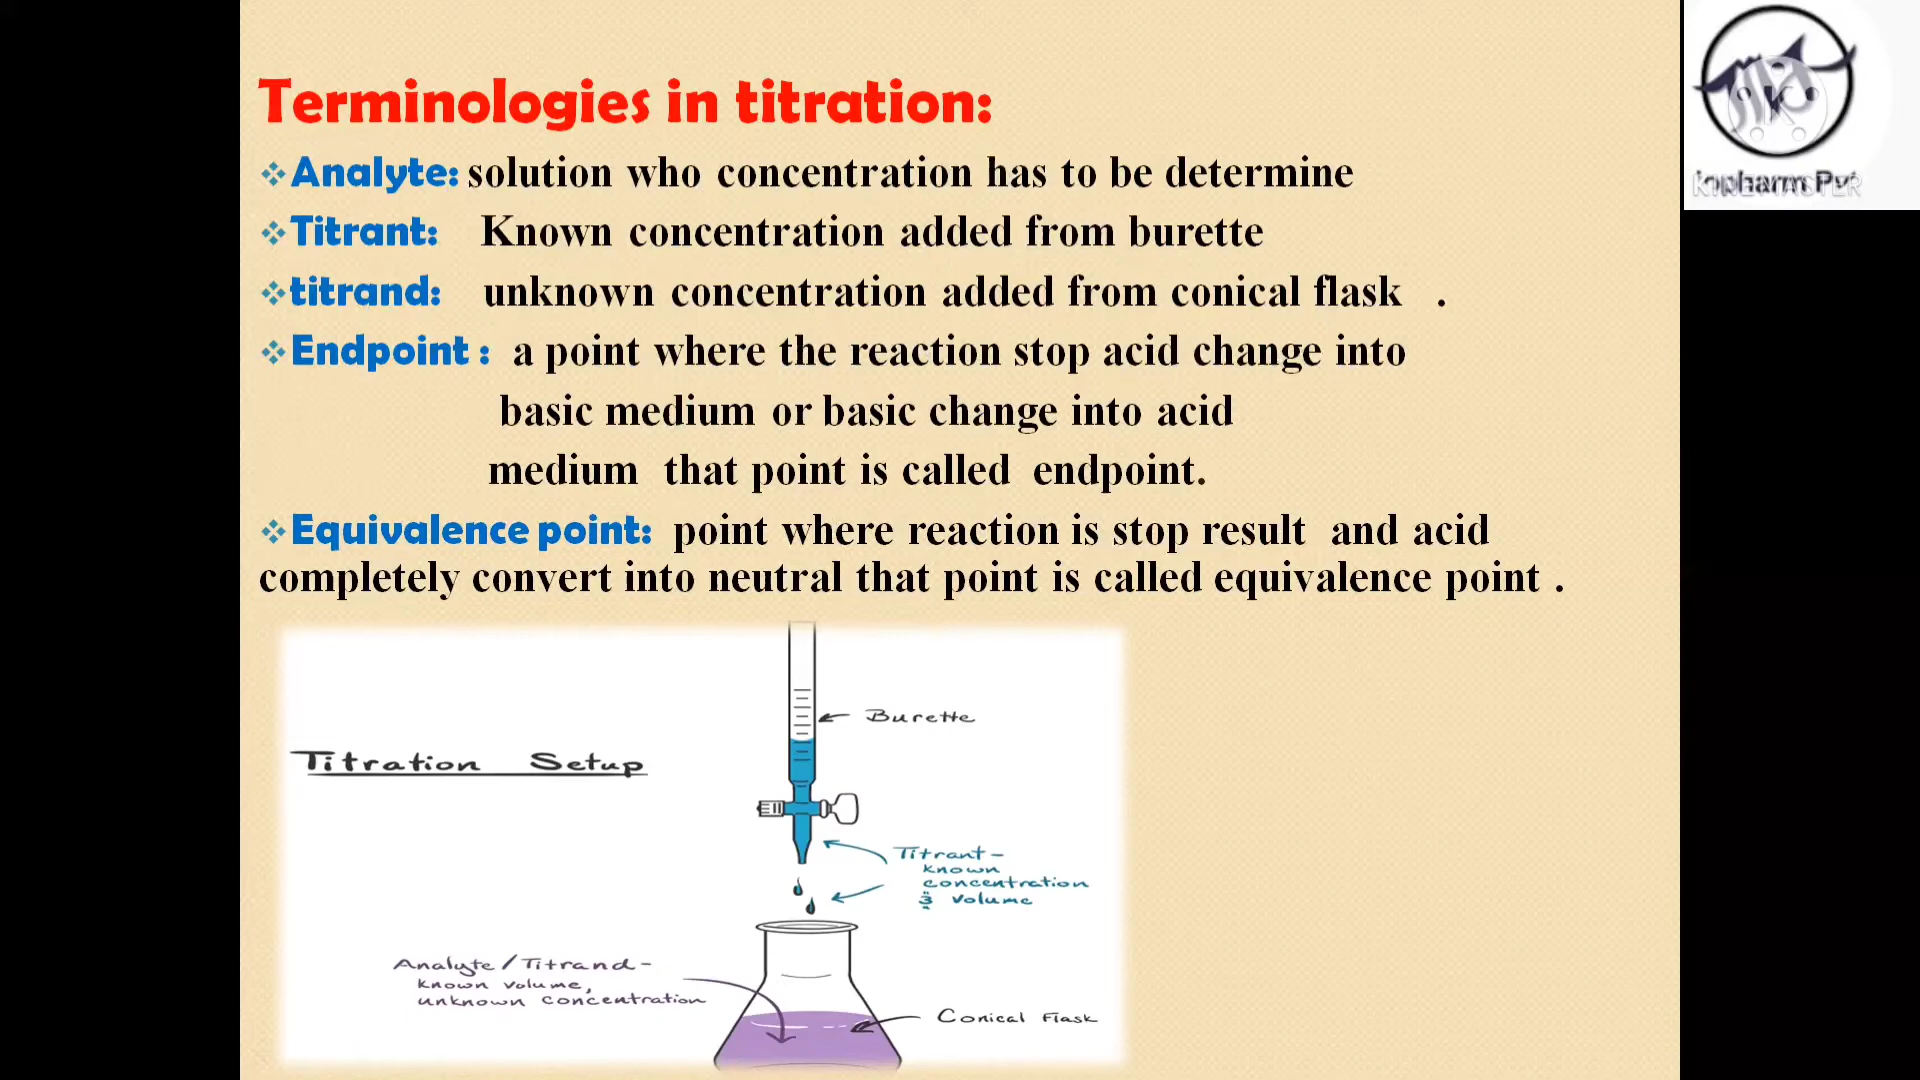 Terminologies in titration:
Analyte: solution who concentration has to be determine
Titrant: Known concentration added from burette
titrand: unknown concentration added from conical flask .
Endpoint : a point where the reaction stop acid change into
basic medium or basic change into acid
medium that point is called endpoint.
Equivalence point: point where reaction is stop result and acid
completely convert into neutral that point is called equivalence point .
Burette
Titration Setup
Titrant-
known
concentration
& volume
Analyte/Titrand-
known volume,
unknown concentration
Conical Flask